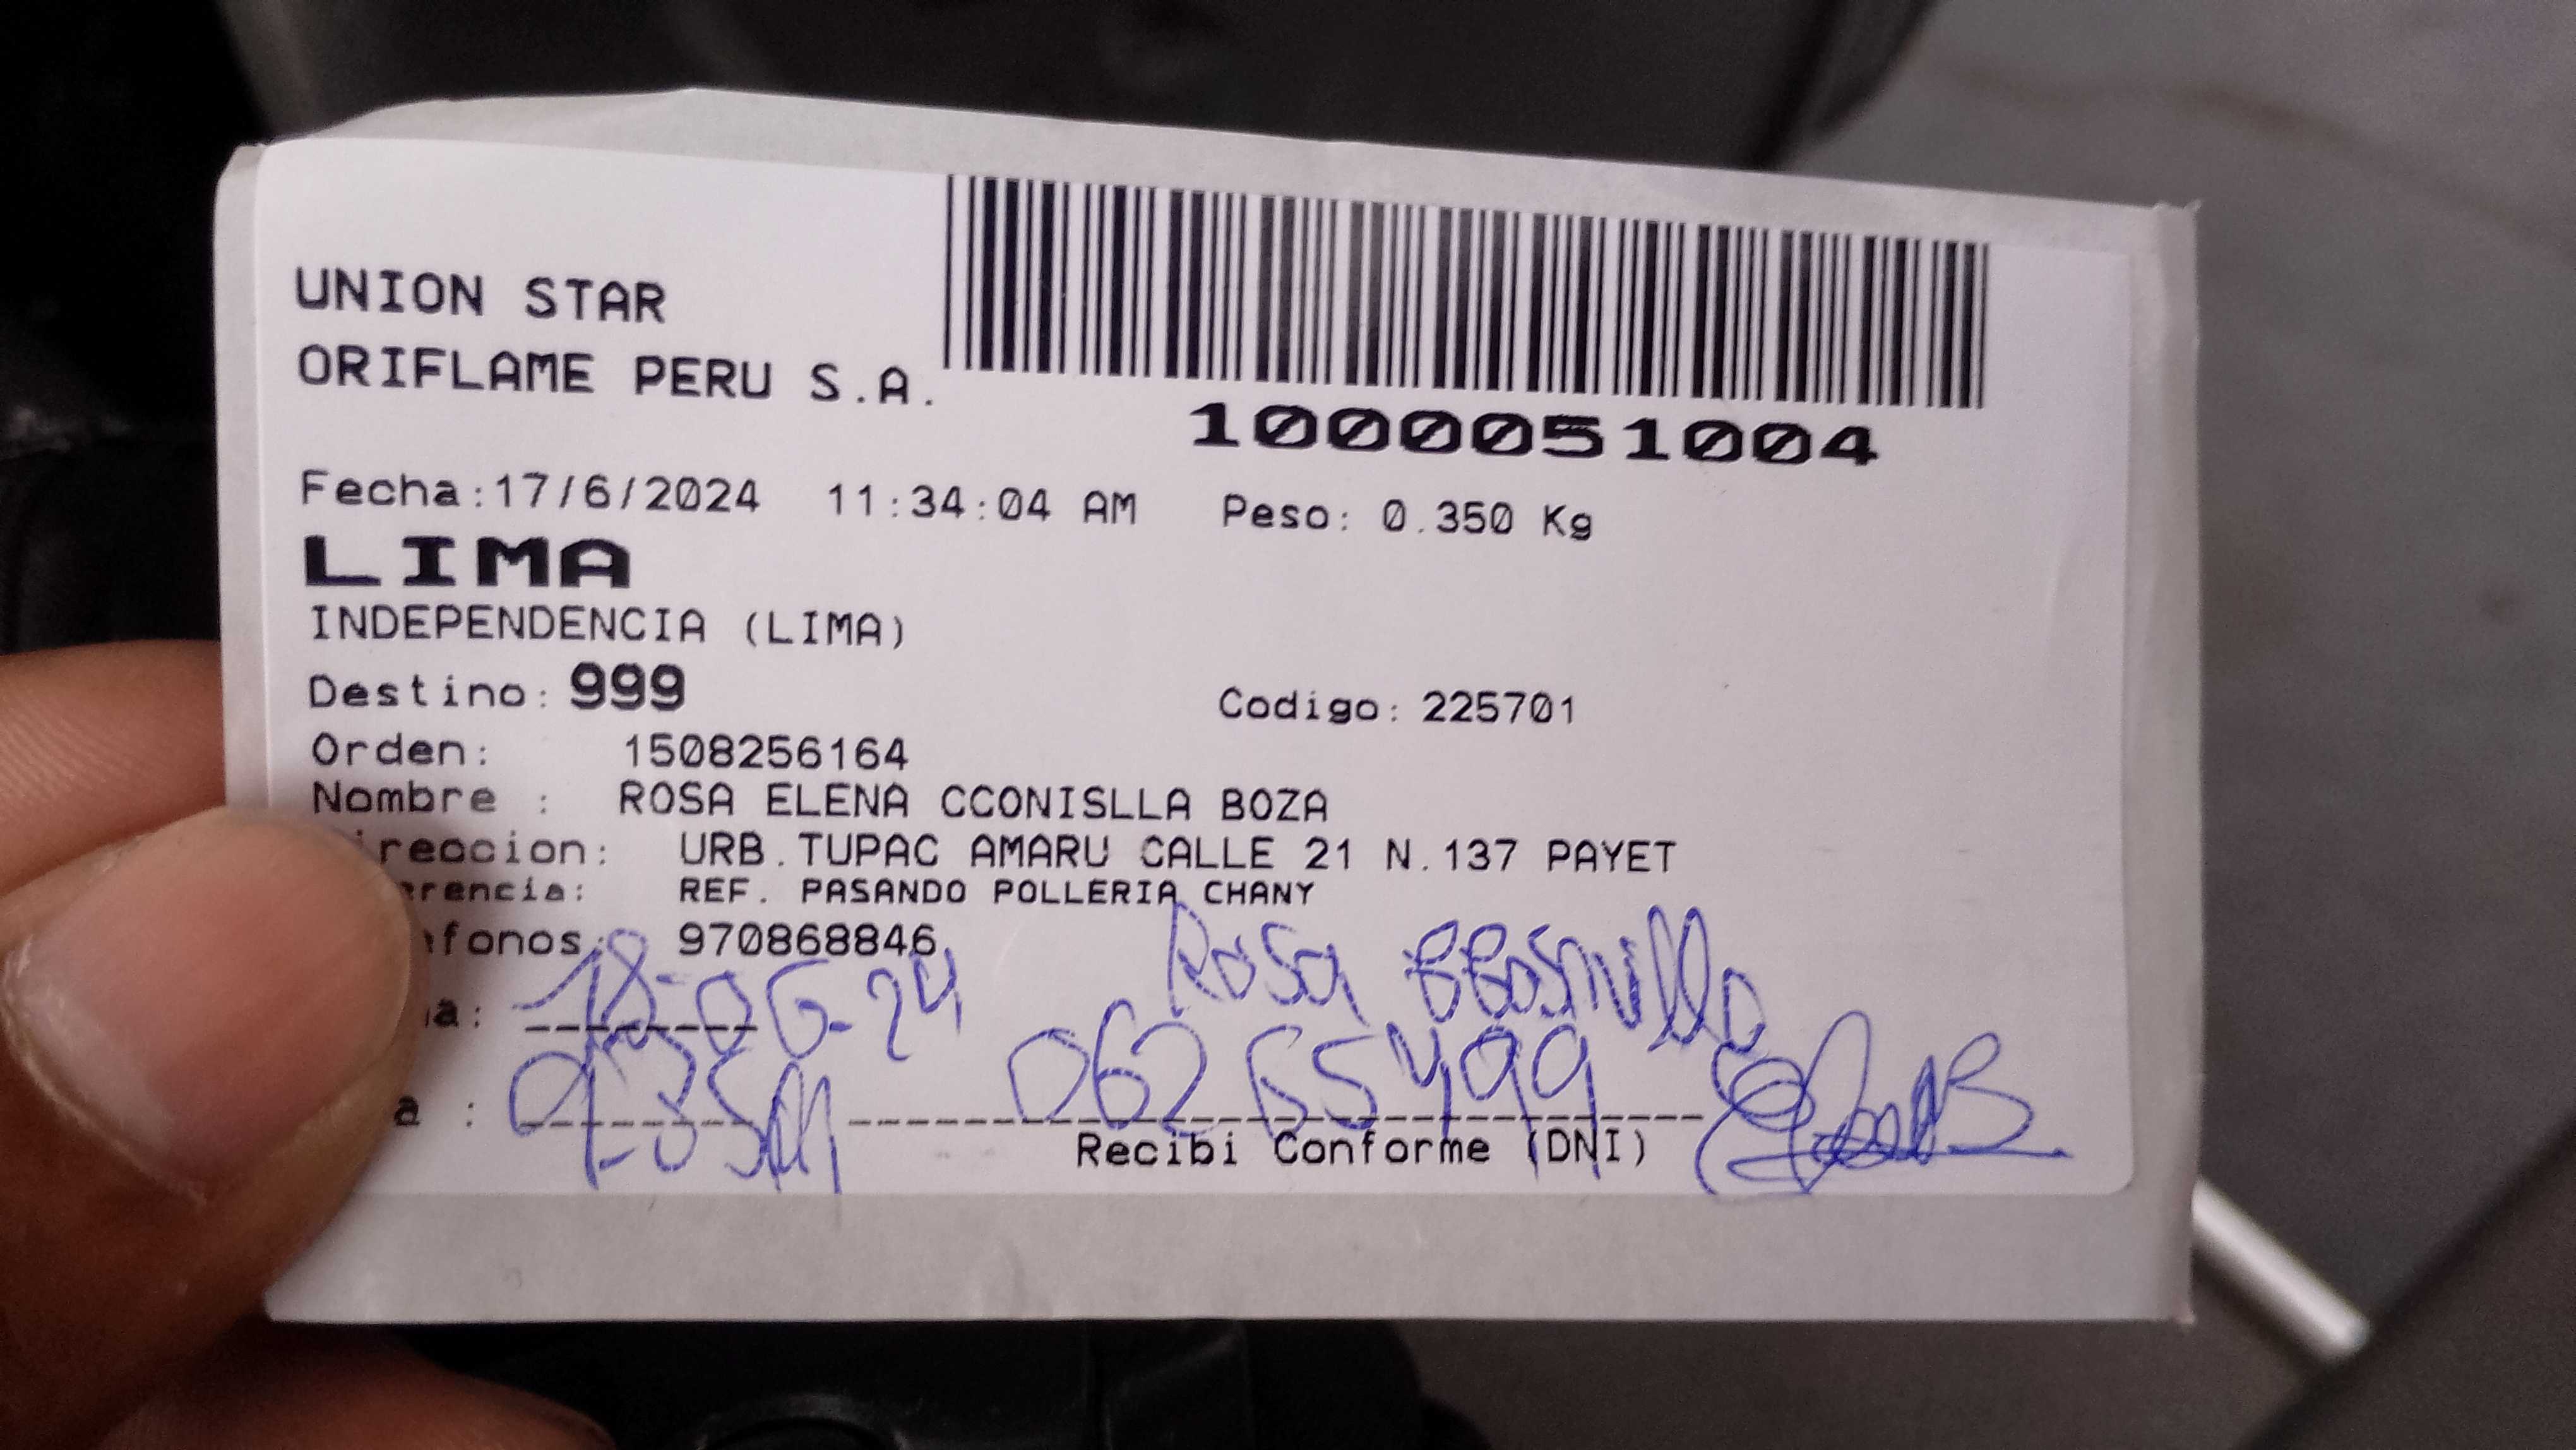 UNION STAR
ORIFLAME PERU S.A.
1000051004
Fecha:17/6/2024 11:34:04 AM Peso: 0.350 Kg
LIMA
INDEPENDENCIA (LIMA)
Destino: 999 Codigo: 225701
Orden: 1508256164
Nombre : ROSA ELENA CCONISLLA BOZA
ireccion: URB.TUPAC AMARU CALLE 21 N.137 PAYET
erencia: REF. PASANDO POLLERIA CHANY
fonos: 970868846
Rosa
a: 18-06-24
a :
Recibi Conforme (DNI)